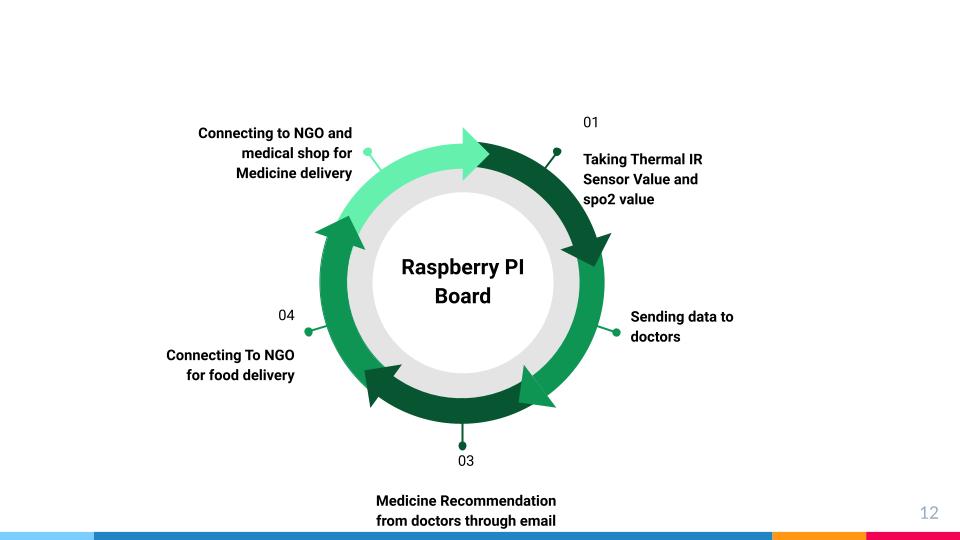 01
Taking Thermal IR
Sensor Value and
spo2 value
Sending data to
doctors
03
Medicine Recommendation
from doctors through email
04
Connecting To NGO
for food delivery
Connecting to NGO and
medical shop for
Medicine delivery
Raspberry PI
Board
12